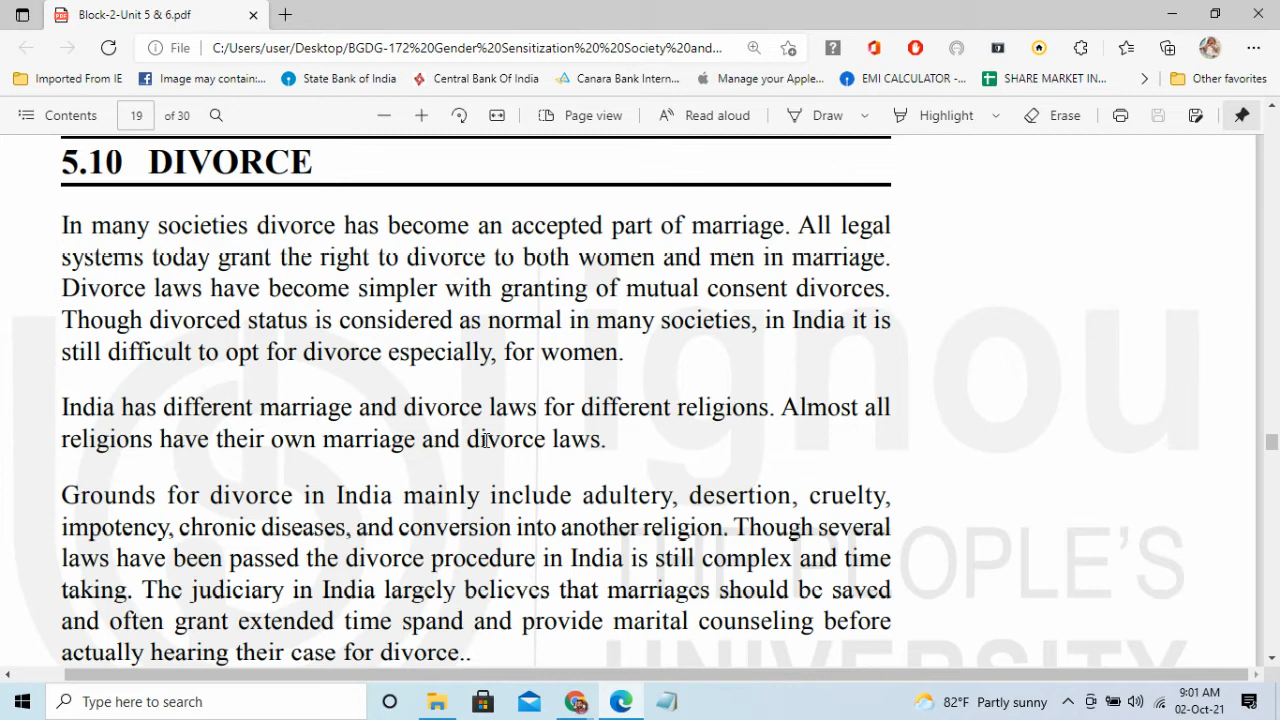 Block-2-Unit 5 & 6.pdf
File C:/Users/user/Desktop/BGDG-172%20Gender%20Sensitization%20%20Society%20and...
Imported From IE Image may contain:... State Bank of India Central Bank Of India Canara Bank Intern... Manage your Apple... EMI CALCULATOR -... SHARE MARKET IN... Other favorites
Contents 19 of 30 Page view Read aloud Draw Highlight Erase
5.10 DIVORCE
In many societies divorce has become an accepted part of marriage. All legal
systems today grant the right to divorce to both women and men in marriage.
Divorce laws have become simpler with granting of mutual consent divorces.
Though divorced status is considered as normal in many societies, in India it is
still difficult to opt for divorce especially, for women.
India has different marriage and divorce laws for different religions. Almost all
religions have their own marriage and divorce laws.
Grounds for divorce in India mainly include adultery, desertion, cruelty,
impotency, chronic diseases, and conversion into another religion. Though several
laws have been passed the divorce procedure in India is still complex and time
taking. The judiciary in India largely believes that marriages should be saved
and often grant extended time spand and provide marital counseling before
actually hearing their case for divorce..
ignou
THE PEOPLE'S
UNIVERSITY
Type here to search
82°F Partly sunny
9:01 AM
02-Oct-21